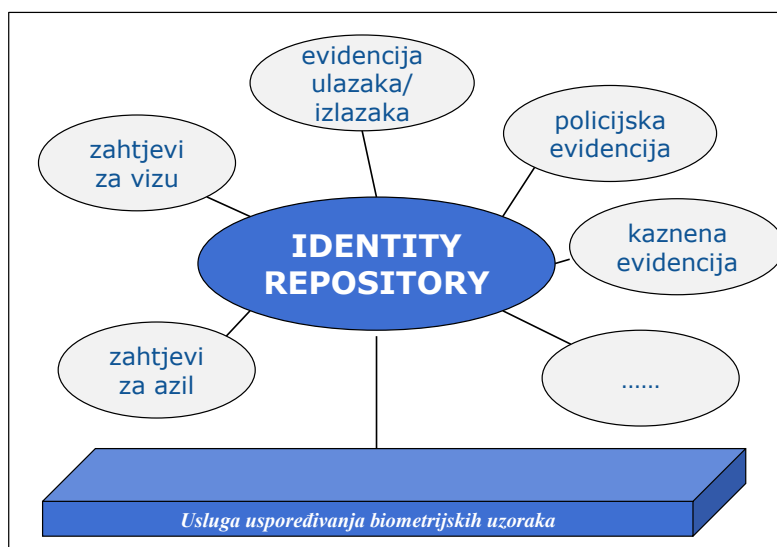 evidencija
ulazaka/
izlazaka
zahtjevi
za vizu
policijska
evidencija
IDENTITY
REPOSITORY
kaznena
evidencija
zahtjevi
za azil
......
Usluga uspoređivanja biometrijskih uzoraka